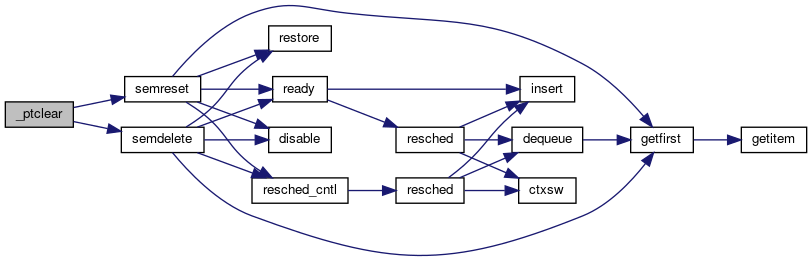 _ptclear
semreset
semdelete
restore
ready
disable
resched_cntl
resched
resched
insert
dequeue
ctxsw
getfirst
getitem